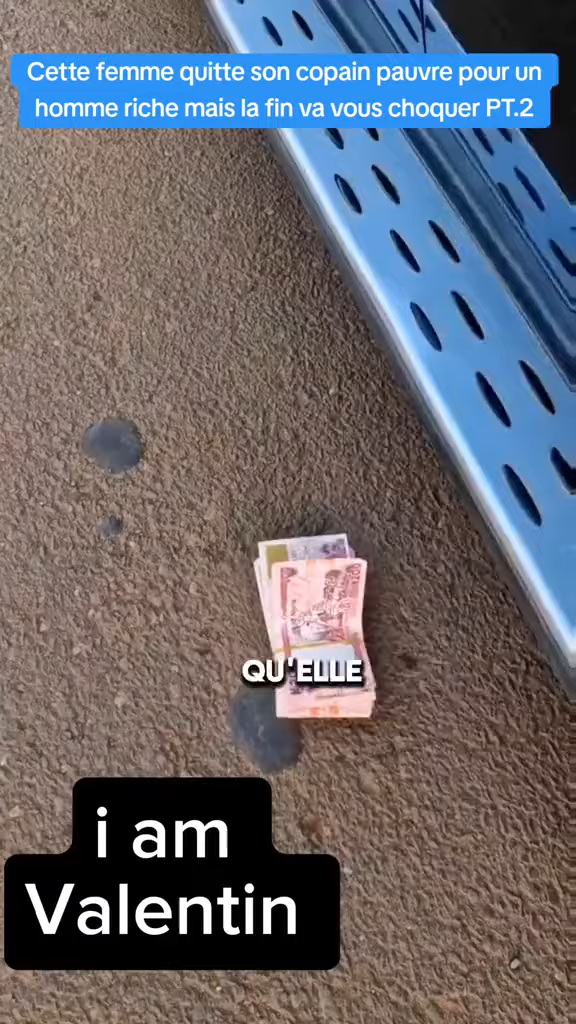 Cette femme quitte son copain pauvre pour un
homme riche mais la fin va vous choquer PT.2
QU'ELLE
i am
Valentin